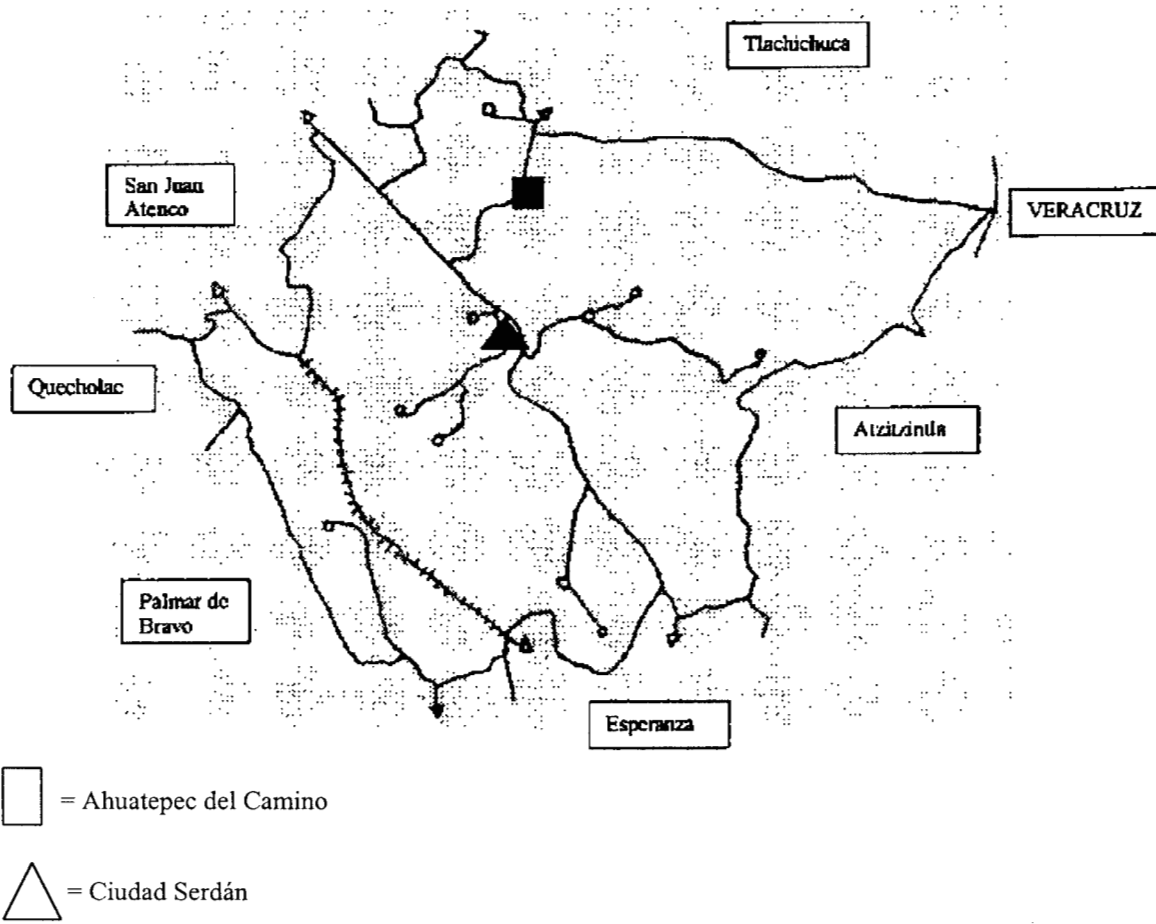 Tlachichuca
San Juan
Atenco
VERACRUZ
Quecholac
Atzitzintla
Palmar de
Bravo
Esperanza
= Ahuatepec del Camino
= Ciudad Serdán